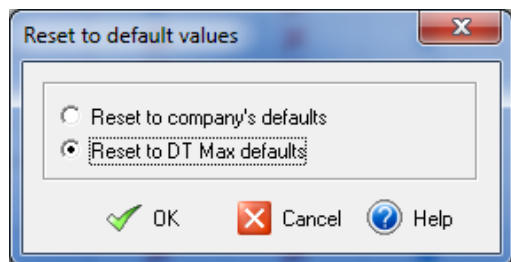 Reset to default values
Reset to company's defaults
Reset to DT Max defaults
OK Cancel Help